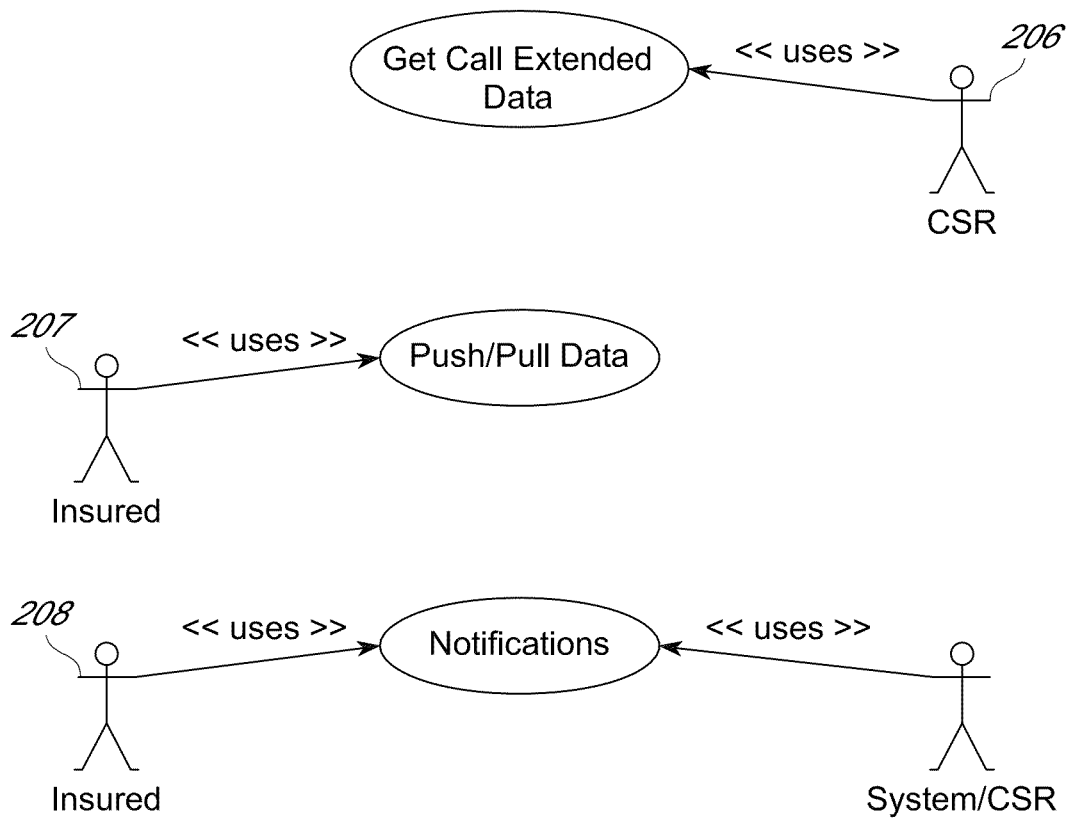 Get Call Extended
Data
<< uses >>
206
CSR
207
<< uses >>
Push/Pull Data
Insured
208
<< uses >>
Notifications
<< uses >>
Insured
System/CSR